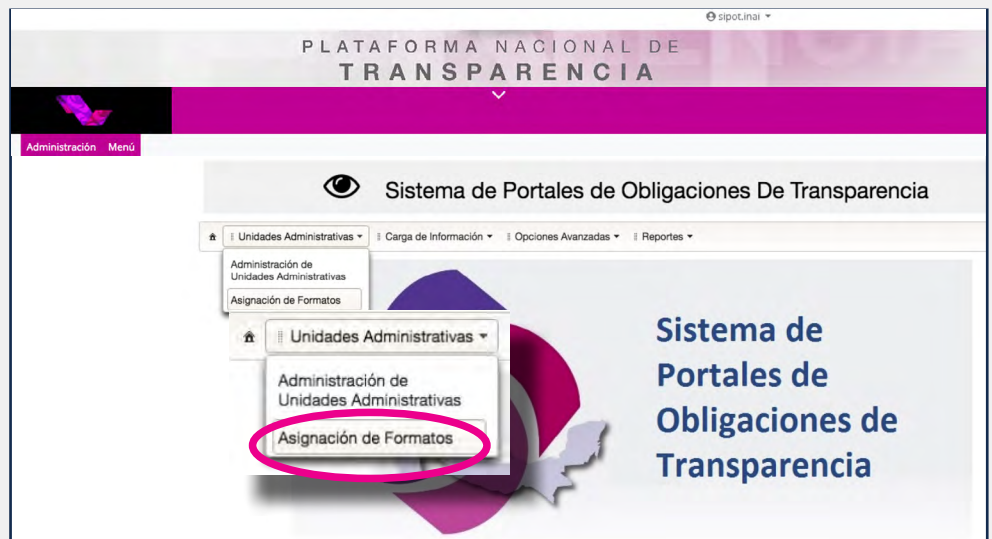 sipot.inai
PLATAFORMA NACIONAL DE
TRANSPARENCIA
Administración Menú
Sistema de Portales de Obligaciones De Transparencia
Unidades Administrativas Carga de Información Opciones Avanzadas Reportes
Administración de
Unidades Administrativas
Asignación de Formatos
Unidades Administrativas
Administración de
Unidades Administrativas
Asignación de Formatos
Sistema de
Portales de
Obligaciones de
Transparencia